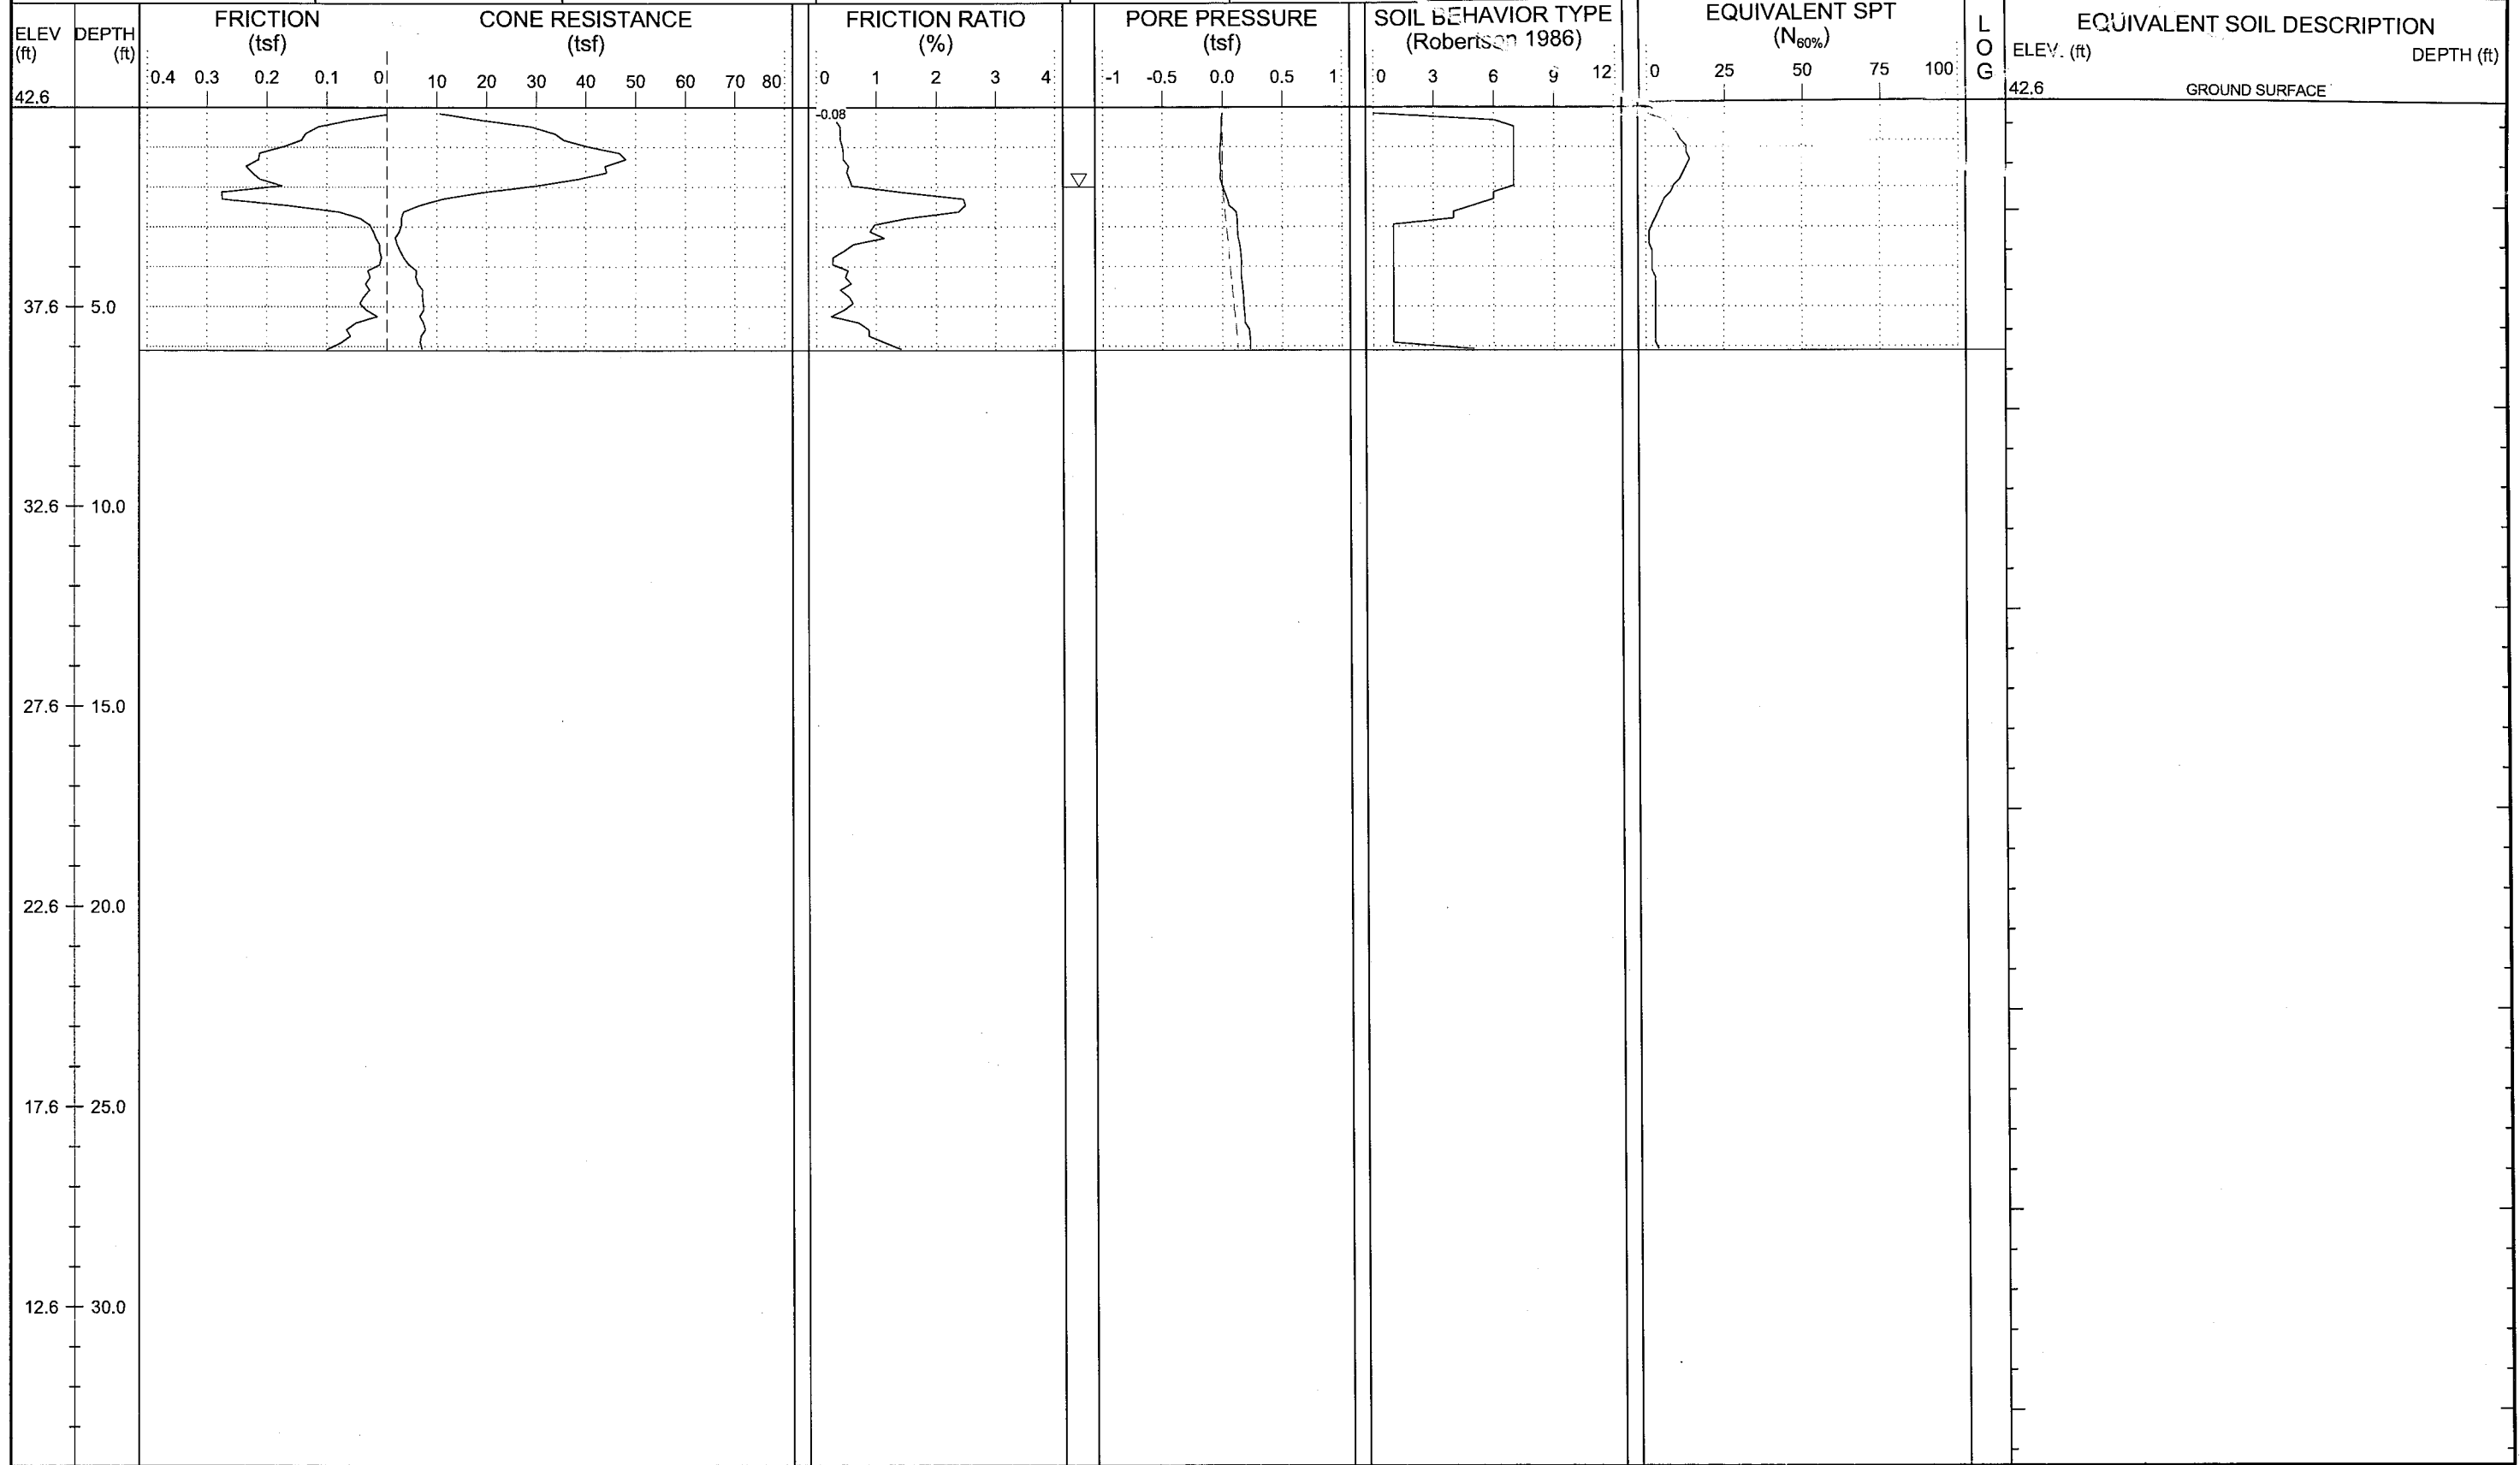 ELEV (ft)
DEPTH (ft)
FRICTION (tsf)
0.4 0.3 0.2 0.1 0
CONE RESISTANCE (tsf)
10 20 30 40 50 60 70 80
FRICTION RATIO (%)
0 1 2 3 4
PORE PRESSURE (tsf)
-1 -0.5 0.0 0.5 1
SOIL BEHAVIOR TYPE (Robertson 1986)
0 3 6 9 12
EQUIVALENT SPT (N60%)
0 25 50 75 100
LOG
EQUIVALENT SOIL DESCRIPTION
ELEV. (ft) DEPTH (ft)
42.6
42.6 GROUND SURFACE
-0.08
37.6 5.0
32.6 10.0
27.6 15.0
22.6 20.0
17.6 25.0
12.6 30.0